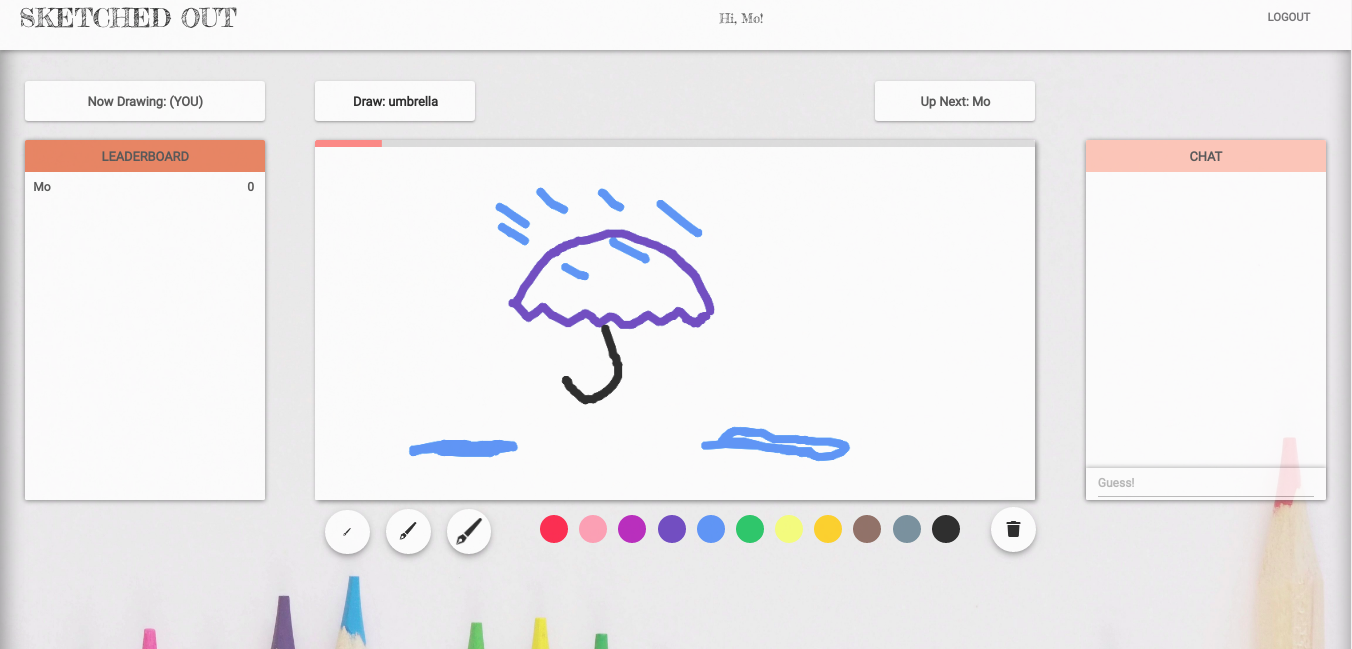 SKETCHED OUT
Hi, Mo!
LOGOUT
Now Drawing: (YOU)
Draw: umbrella
Up Next: Mo
LEADERBOARD
Mo 0
CHAT
Guess!